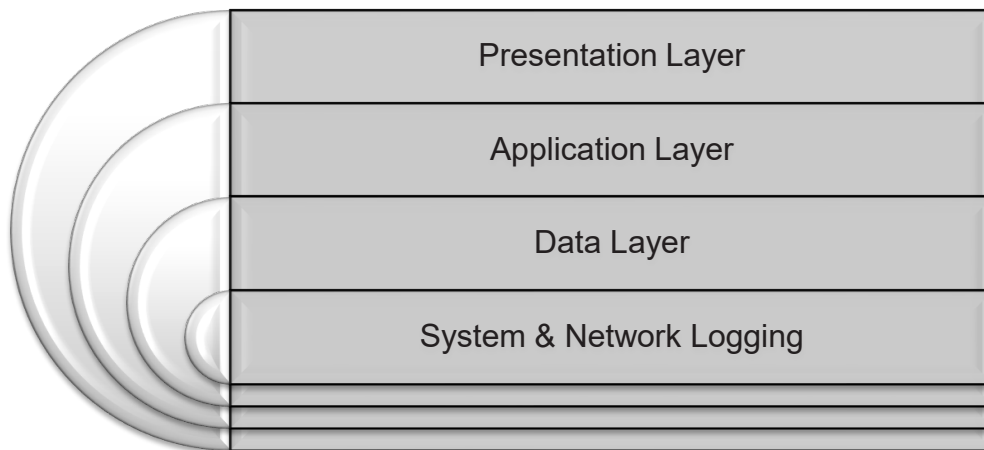 Presentation Layer
Application Layer
Data Layer
System & Network Logging